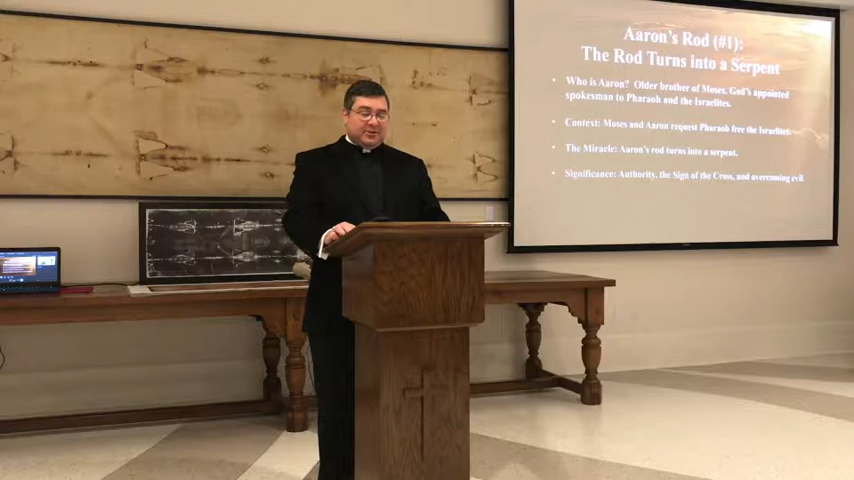 Aaron's Rod (#1):
The Rod Turns into a Serpent
• Who is Aaron? Older brother of Moses. God's appointed
spokesman to Pharaoh and the Israelites.
• Context: Moses and Aaron request Pharaoh free the Israelites.
• The Miracle: Aaron's rod turns into a serpent.
• Significance: Authority, the Sign of the Cross, and overcoming evil.